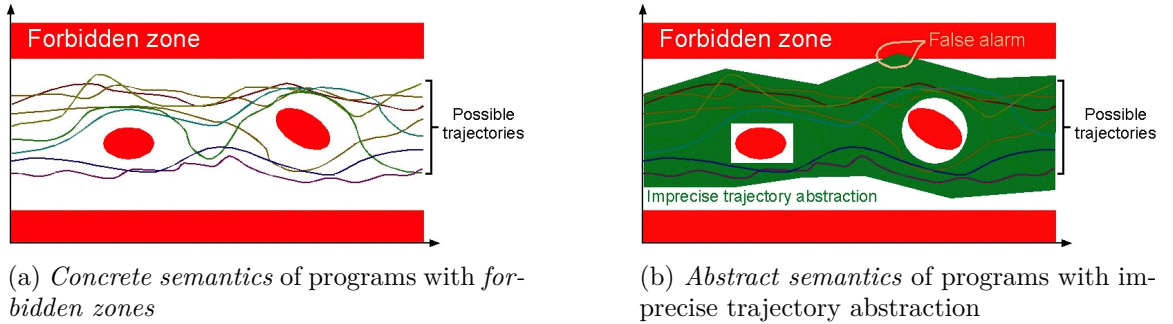 Forbidden zone
Possible
trajectories
(a) Concrete semantics of programs with for-
bidden zones
Forbidden zone
False alarm
Possible
trajectories
Imprecise trajectory abstraction
(b) Abstract semantics of programs with im-
precise trajectory abstraction